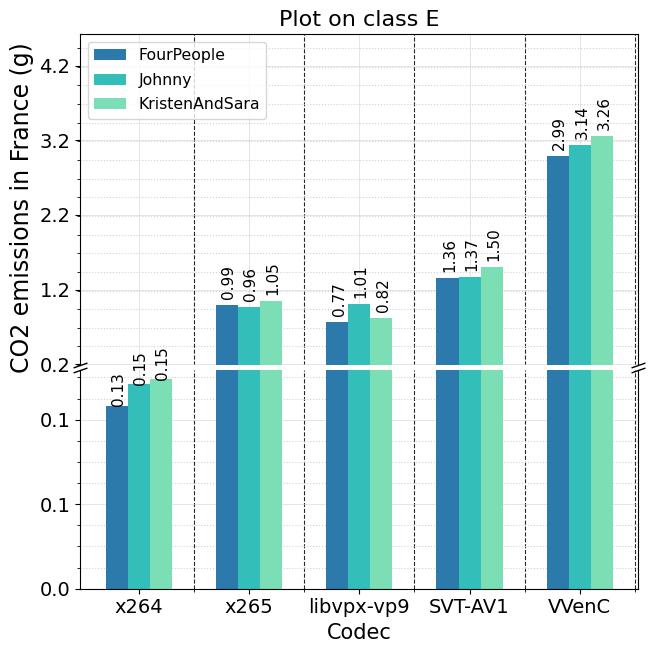 Plot on class E
FourPeople
Johnny
KristenAndSara
CO2 emissions in France (g)
4.2
3.2
2.2
1.2
0.2
0.1
0.1
0.0
0.13
0.15
0.15
0.99
0.96
1.05
0.77
1.01
0.82
1.36
1.37
1.50
2.99
3.14
3.26
x264
x265
libvpx-vp9
SVT-AV1
VVenC
Codec